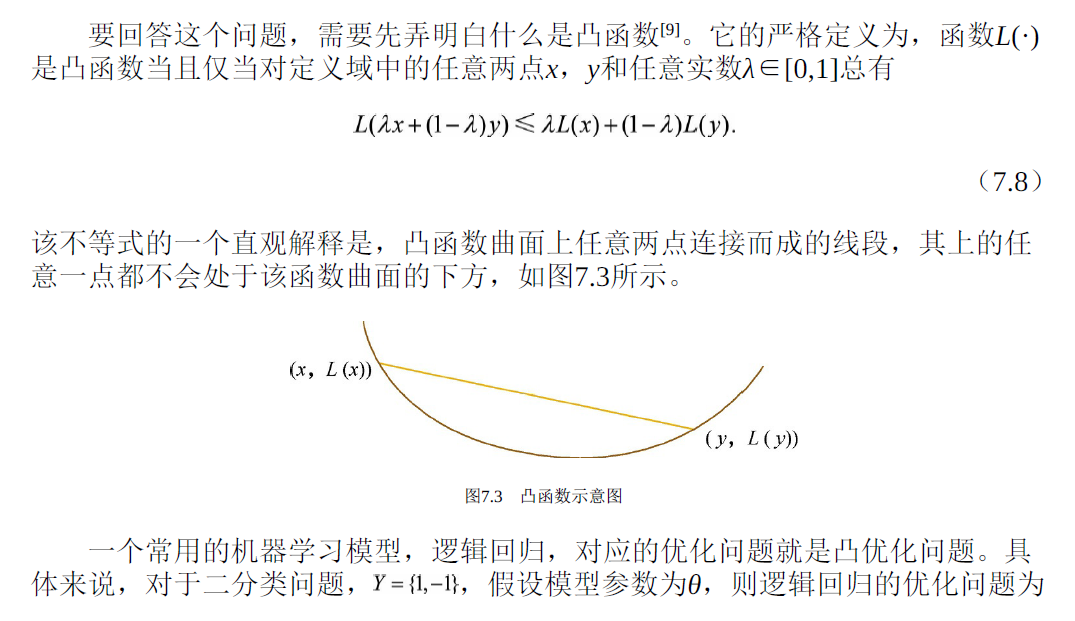 要回答这个问题，需要先弄明白什么是凸函数[9]。它的严格定义为，函数L(·)
是凸函数当且仅当对定义域中的任意两点x，y和任意实数λ∈[0,1]总有
L(λx+(1−λ)y)≤λL(x)+(1−λ)L(y).
（7.8）
该不等式的一个直观解释是，凸函数曲面上任意两点连接而成的线段，其上的任
意一点都不会处于该函数曲面的下方，如图7.3所示。
(x，L (x))
(y，L (y))
图7.3 凸函数示意图
一个常用的机器学习模型，逻辑回归，对应的优化问题就是凸优化问题。具
体来说，对于二分类问题，Y={1,−1}，假设模型参数为θ，则逻辑回归的优化问题为